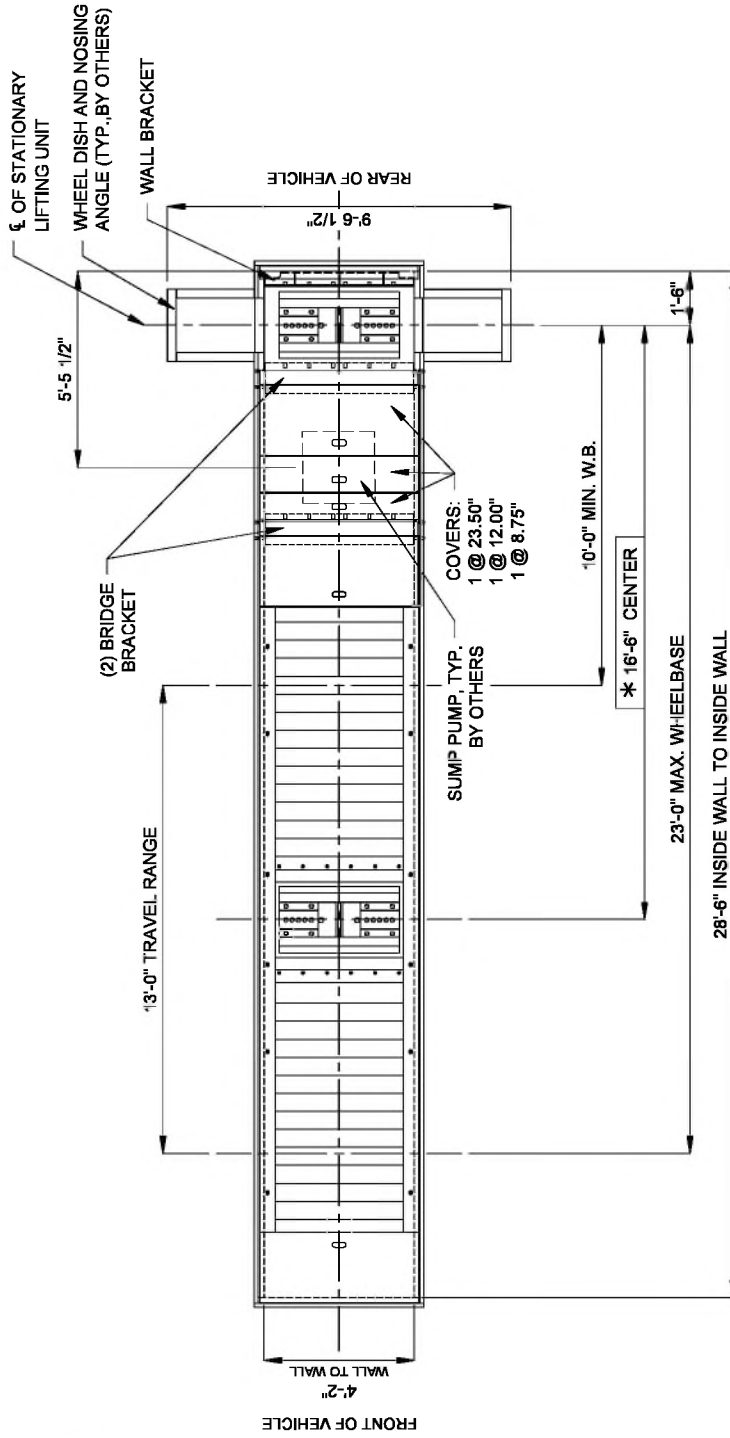 ℄ OF STATIONARY
LIFTING UNIT
WHEEL DISH AND NOSING
ANGLE (TYP.,BY OTHERS)
WALL BRACKET
REAR OF VEHICLE
9'-6 1/2"
5'-5 1/2"
1'-6"
(2) BRIDGE
BRACKET
COVERS:
1 @ 23.50"
1 @ 12.00"
1 @ 8.75"
SUMP PUMP, TYP.
BY OTHERS
13'-0" TRAVEL RANGE
10'-0" MIN. W.B.
* 16'-6" CENTER
23'-0" MAX. WHEELBASE
28'-6" INSIDE WALL TO INSIDE WALL
4'-2"
WALL TO WALL
FRONT OF VEHICLE